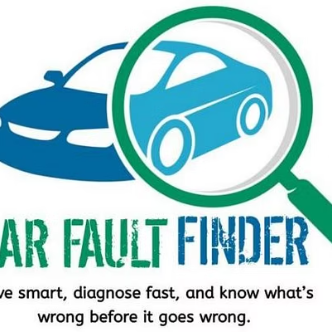 AR FAULT FINDER
ve smart, diagnose fast, and know what's
wrong before it goes wrong.